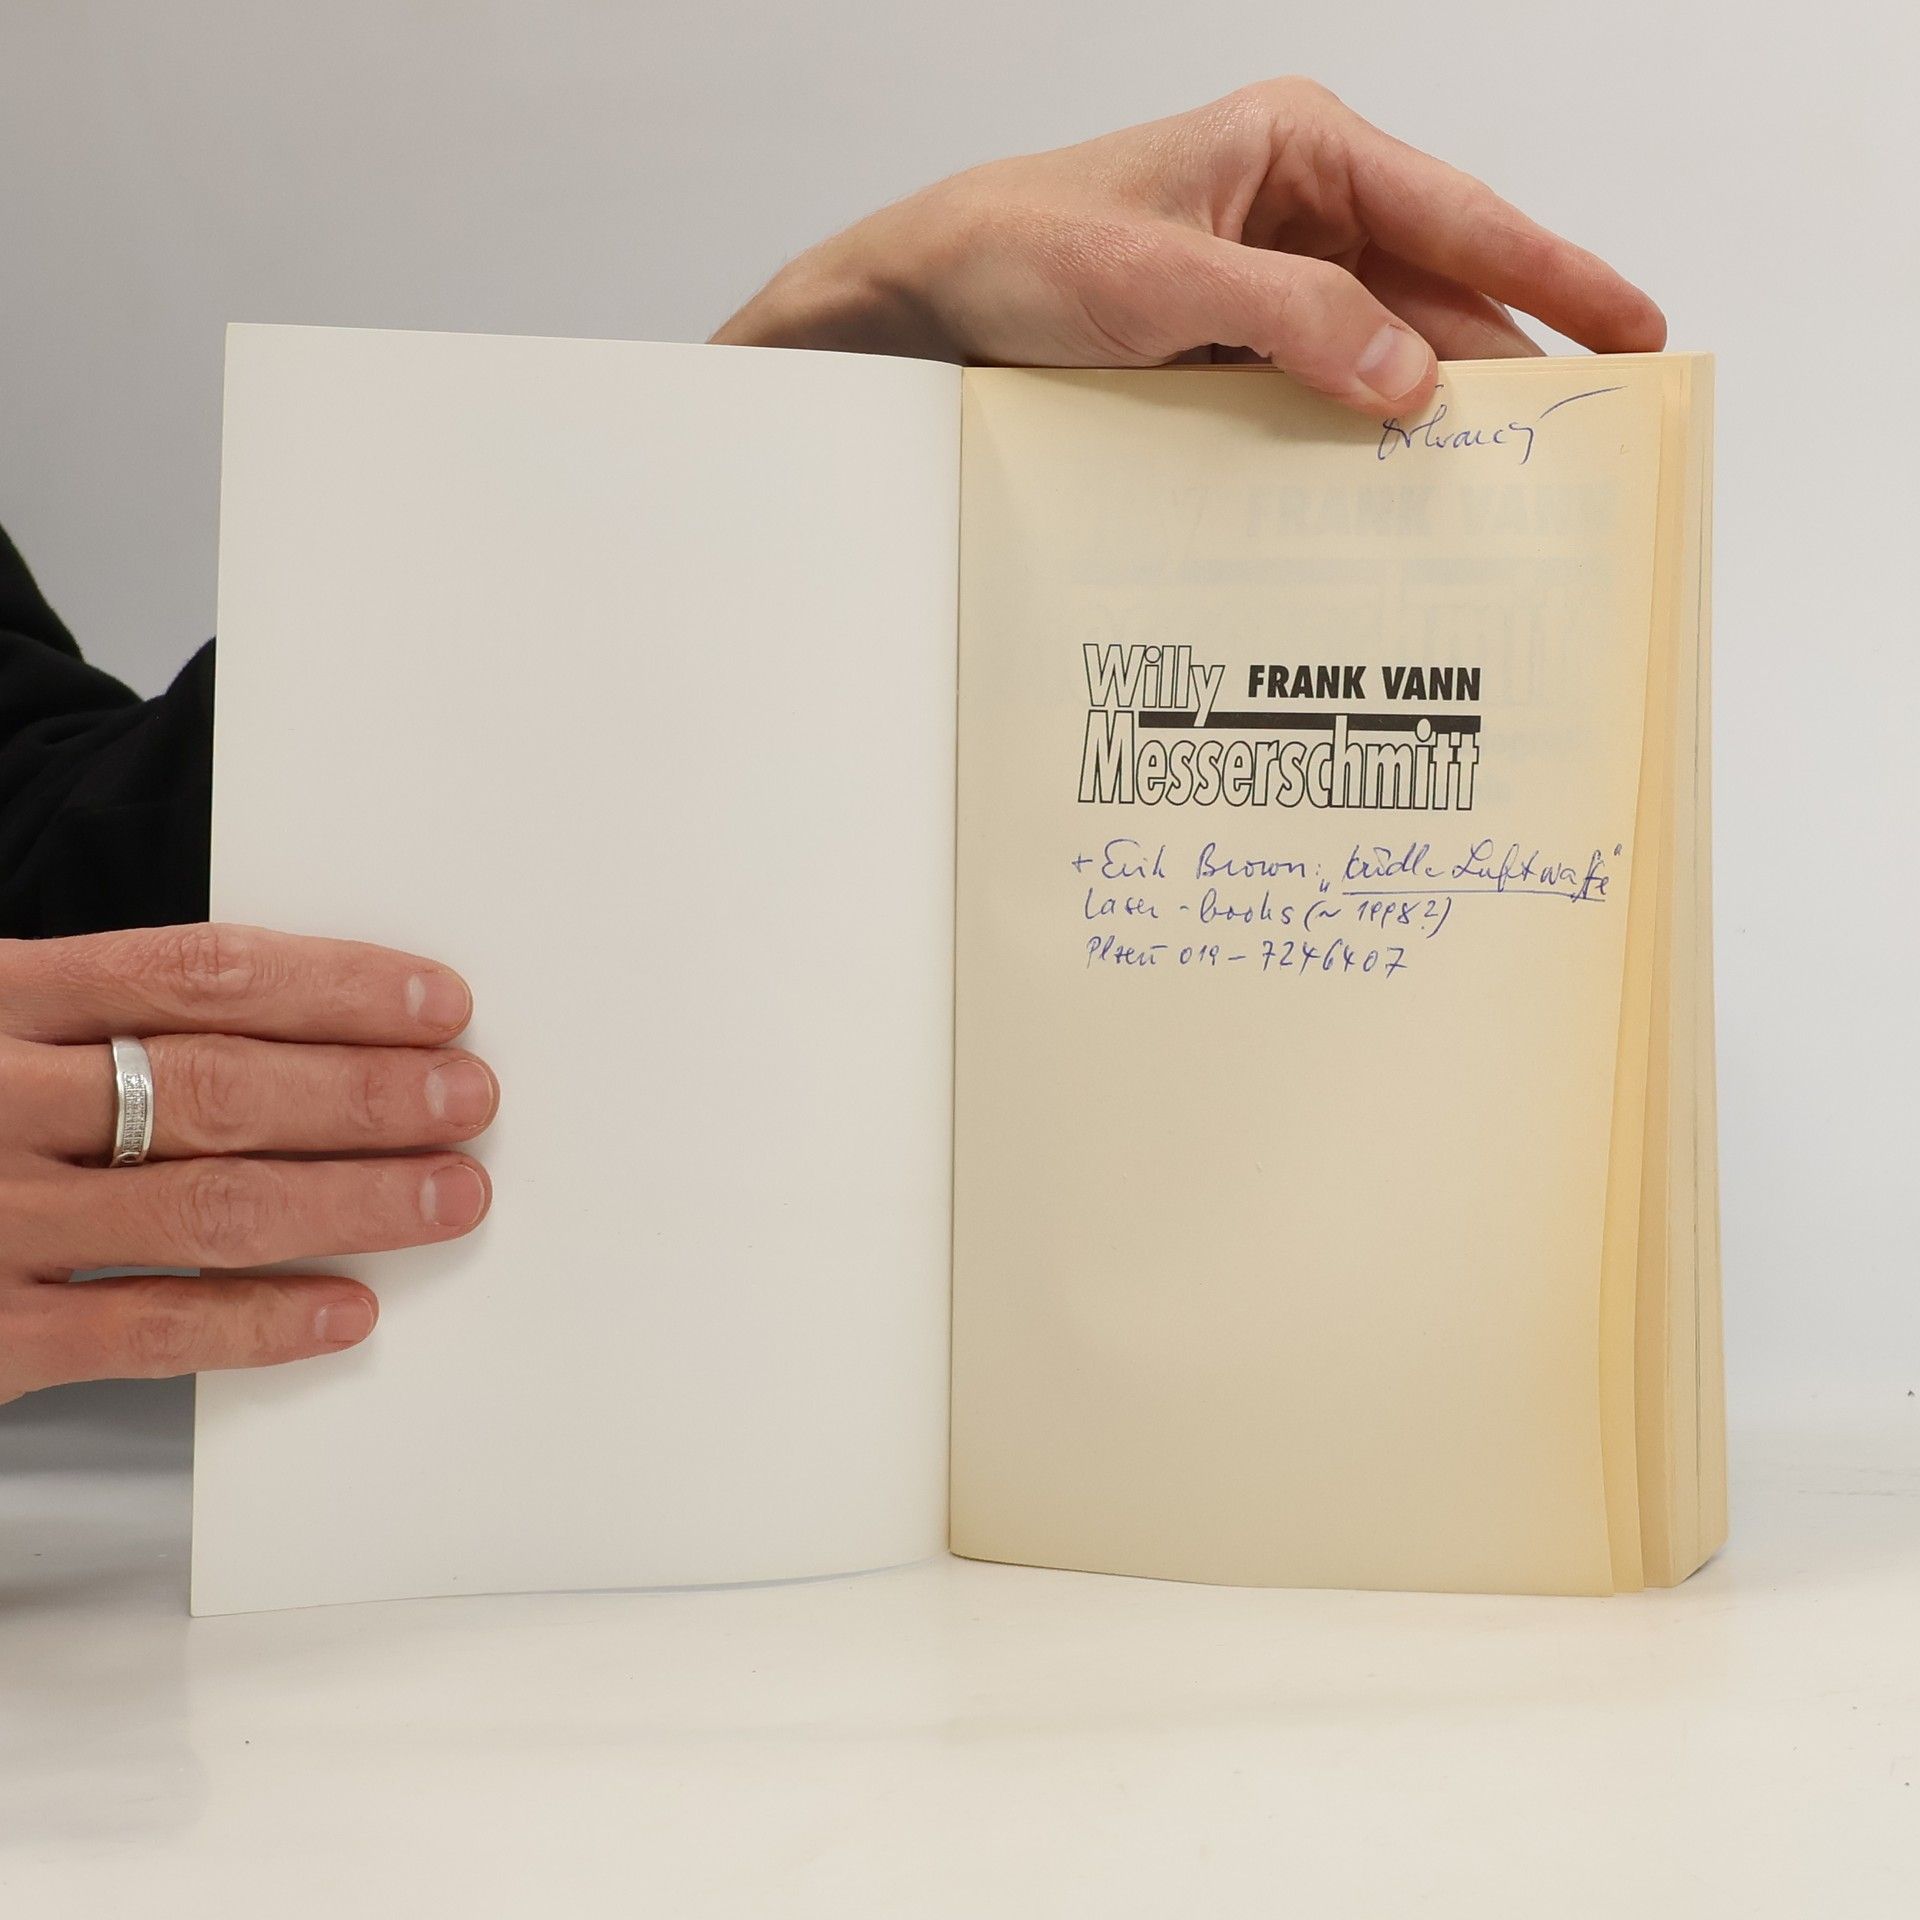 Willy FRANK VANN
Messerschmitt
+ Erik Brown: „Křídla Luftwaffe“
Laser-books (~ 1998?)
Plzeň 019 - 7246407